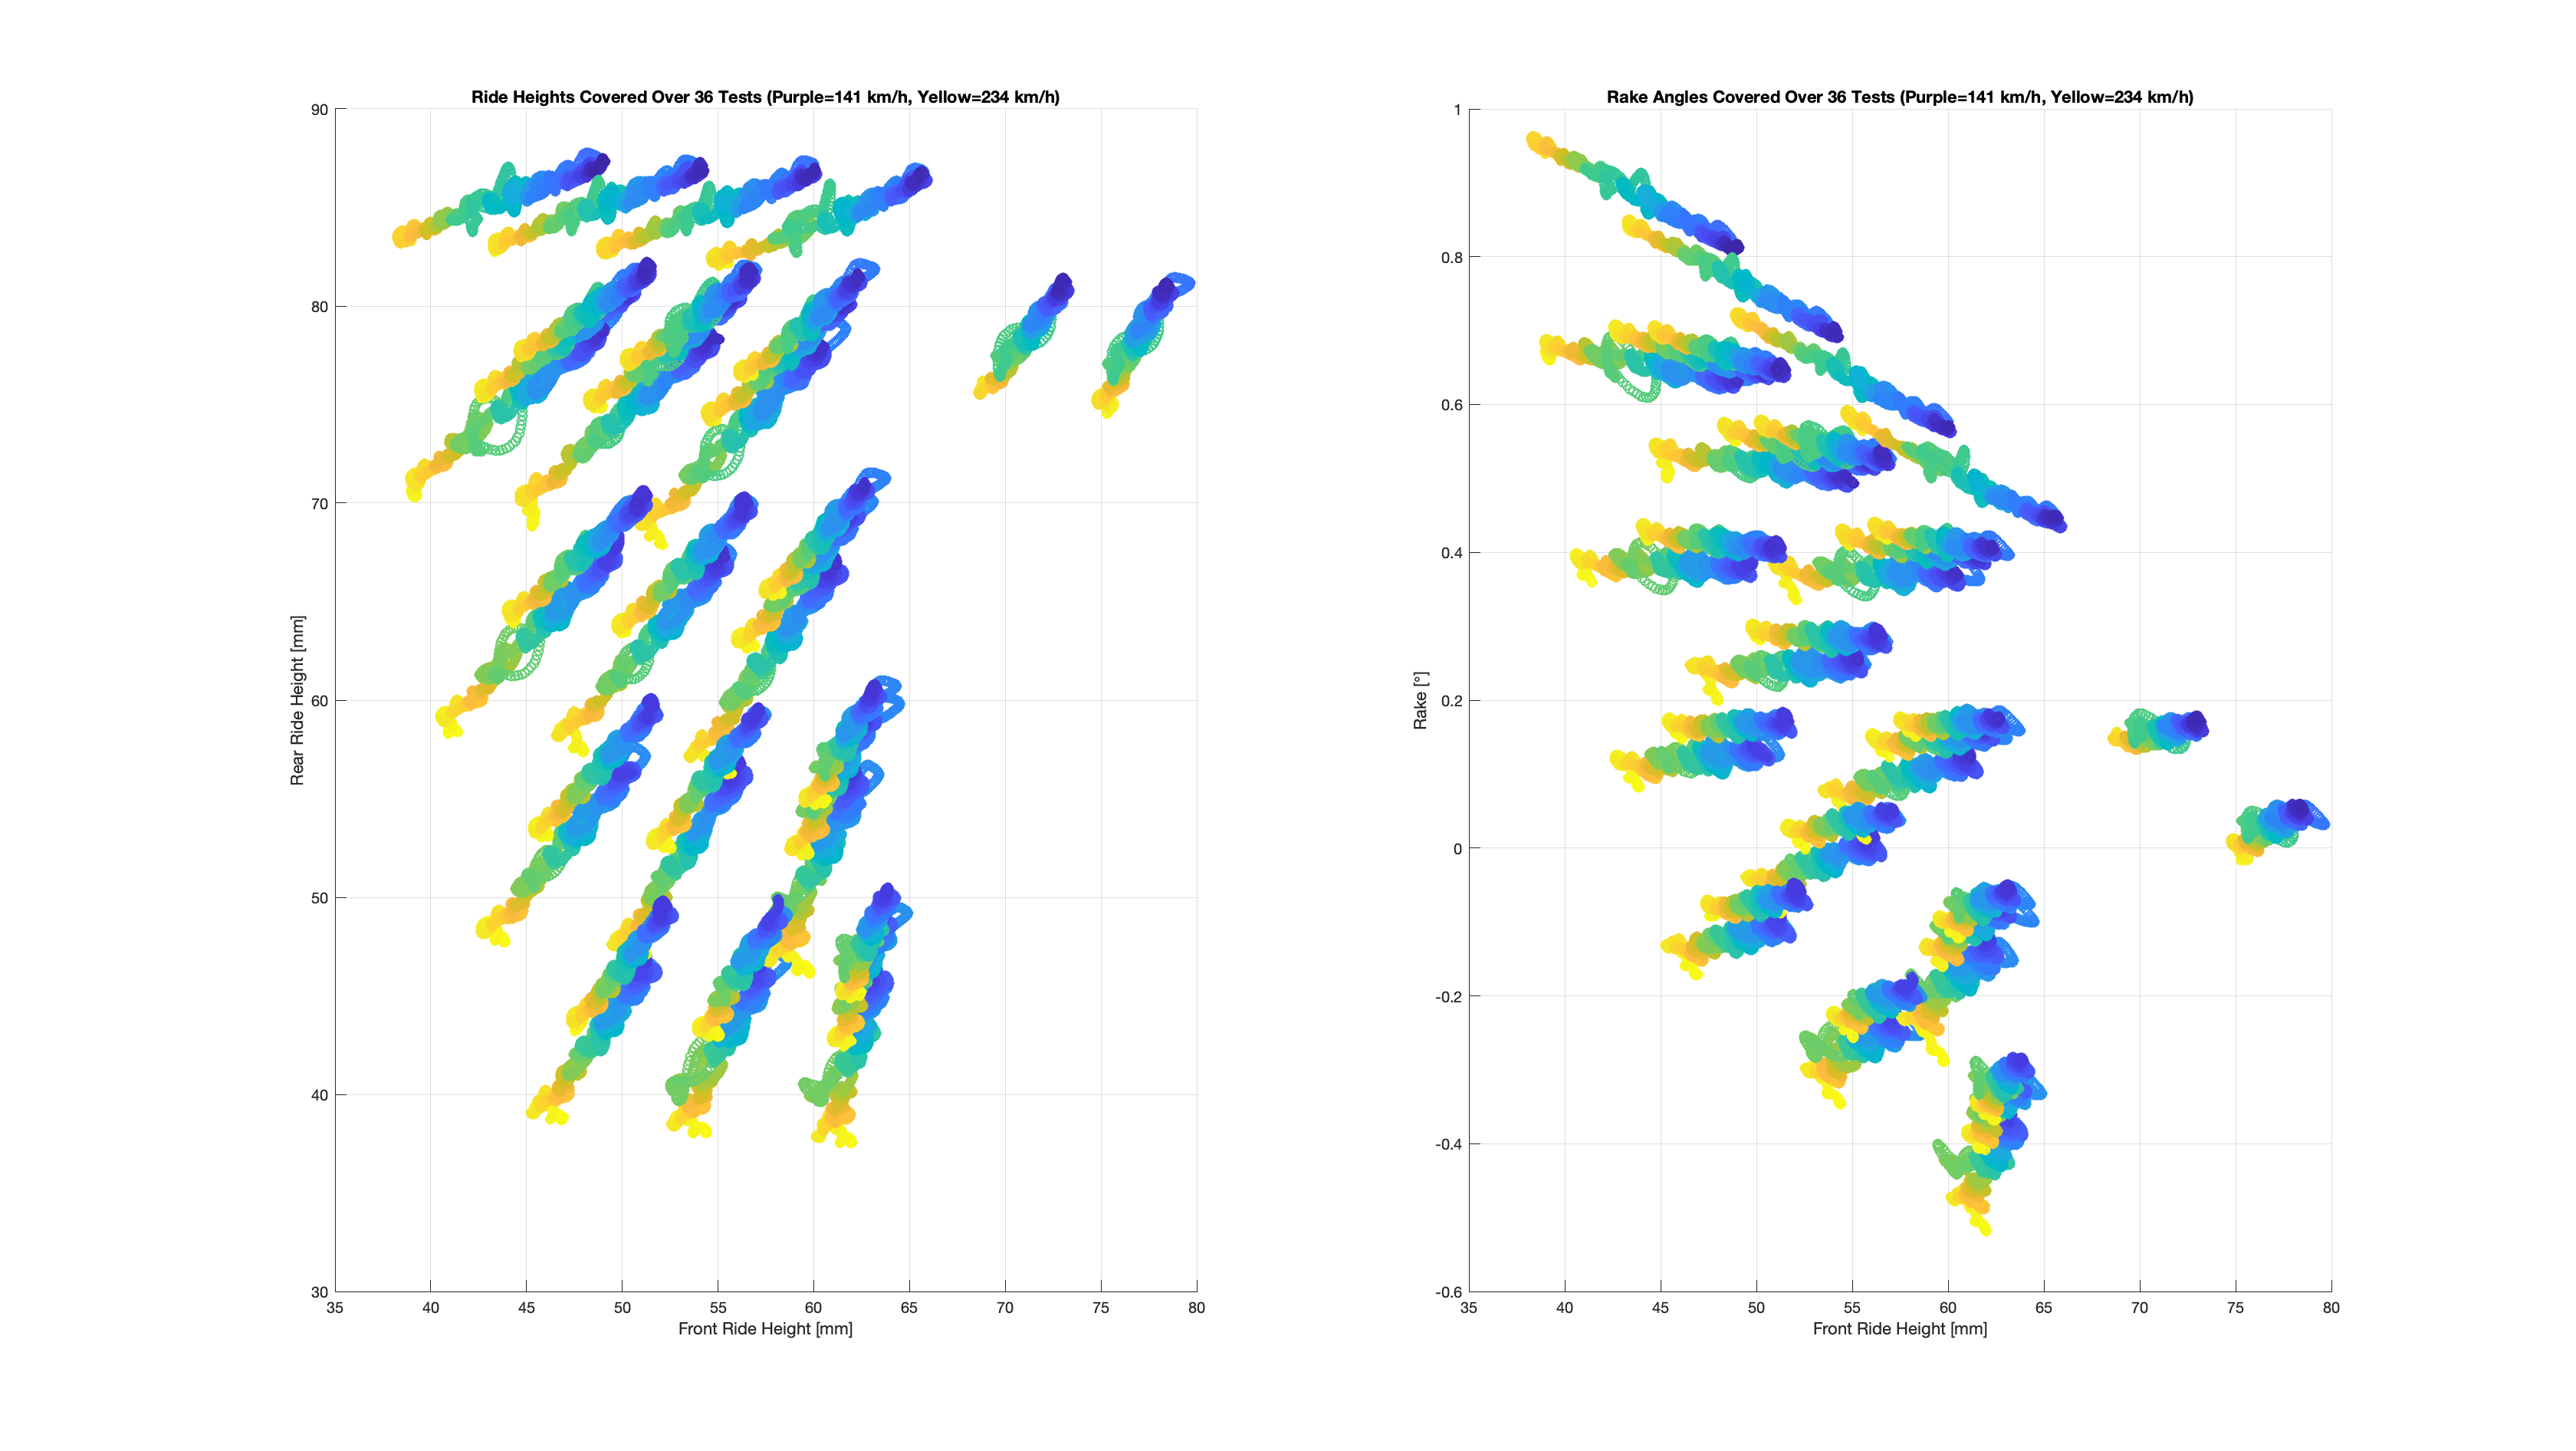 Ride Heights Covered Over 36 Tests (Purple=141 km/h, Yellow=234 km/h)
90
80
70
60
50
40
30
Rear Ride Height [mm]
35 40 45 50 55 60 65 70 75 80
Front Ride Height [mm]
Rake Angles Covered Over 36 Tests (Purple=141 km/h, Yellow=234 km/h)
1
0.8
0.6
0.4
0.2
0
-0.2
-0.4
-0.6
Rake [°]
35 40 45 50 55 60 65 70 75 80
Front Ride Height [mm]